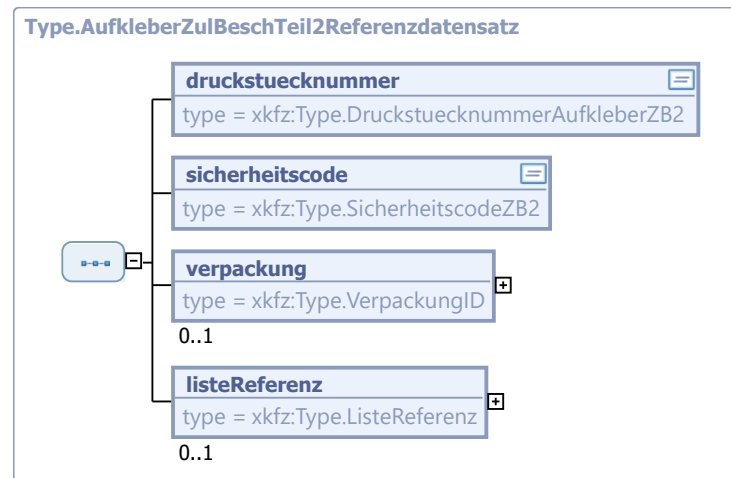 Type.AufkleberZulBeschTeil2Referenzdatensatz
druckstuecknummer
type = xkfz:Type.DruckstuecknummerAufkleberZB2
sicherheitscode
type = xkfz:Type.SicherheitscodeZB2
verpackung
type = xkfz:Type.VerpackungID
0..1
listeReferenz
type = xkfz:Type.ListeReferenz
0..1